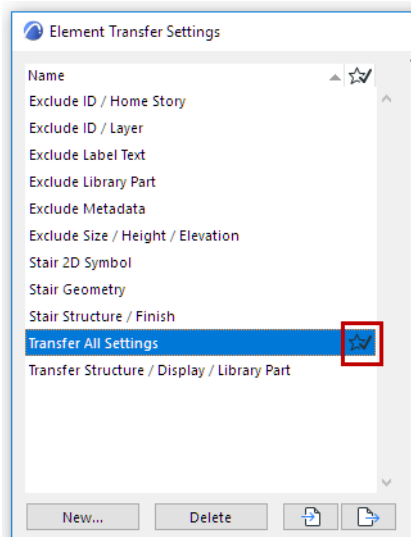 Element Transfer Settings
Name
Exclude ID / Home Story
Exclude ID / Layer
Exclude Label Text
Exclude Library Part
Exclude Metadata
Exclude Size / Height / Elevation
Stair 2D Symbol
Stair Geometry
Stair Structure / Finish
Transfer All Settings
Transfer Structure / Display / Library Part
New... Delete